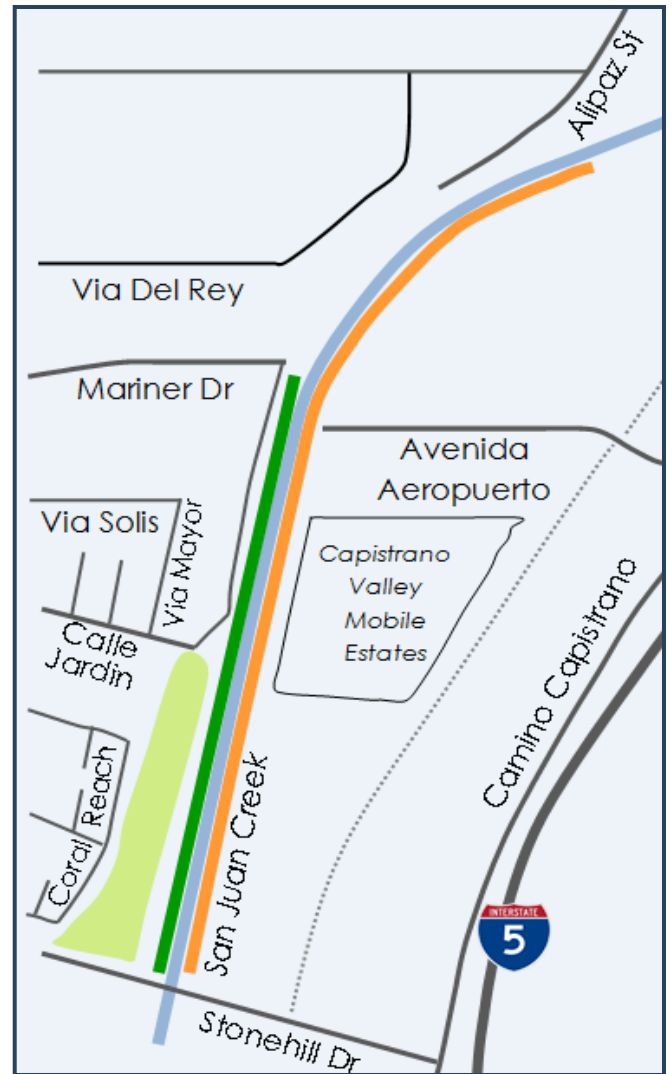 Alipaz St
Via Del Rey
Mariner Dr
Avenida
Aeropuerto
Via Solis
Via Mayor
Capistrano
Valley
Mobile
Estates
Calle
Jardin
Camino Capistrano
Coral Reach
San Juan Creek
INTERSTATE
5
Stonehill Dr